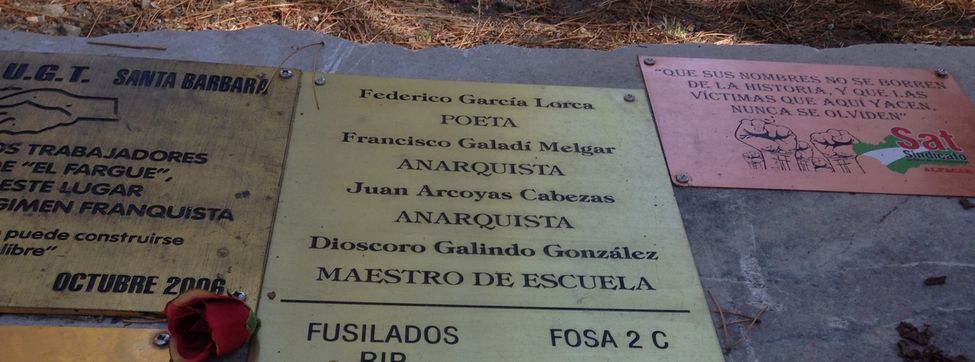 U.G.T. SANTA BARBARA
OS TRABAJADORES
DE "EL FARGUE",
ESTE LUGAR
GIMEN FRANQUISTA
puede construirse
libre"
OCTUBRE 2006
Federico García Lorca
POETA
Francisco Galadí Melgar
ANARQUISTA
Juan Arcoyas Cabezas
ANARQUISTA
Dioscoro Galindo González
MAESTRO DE ESCUELA
FUSILADOS FOSA 2 C
RIP
"QUE SUS NOMBRES NO SE BORREN
DE LA HISTORIA, Y QUE LAS
VÍCTIMAS QUE AQUÍ YACEN,
NUNCA SE OLVIDEN"
Sat
Sindicato